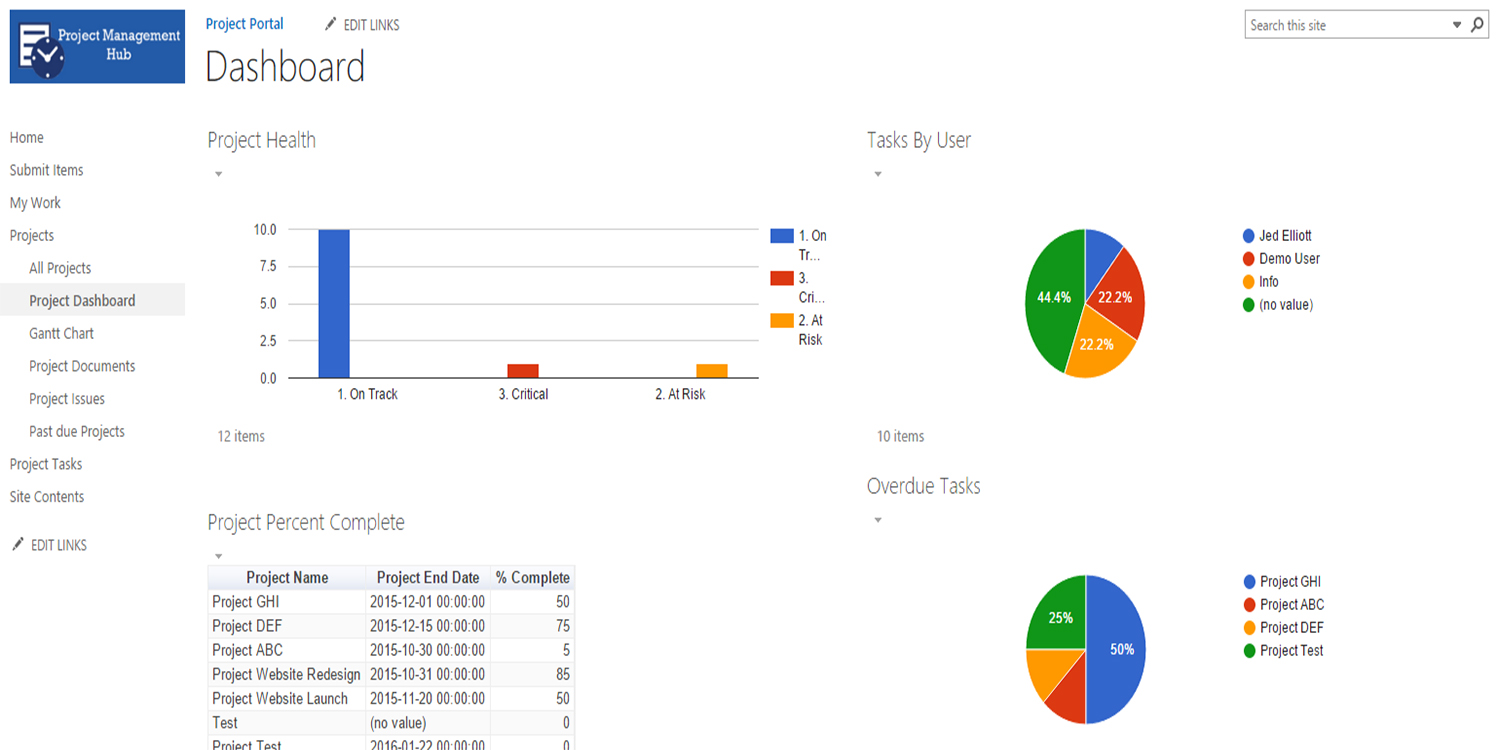 Project Management
Hub
Project Portal
EDIT LINKS
Search this site
Dashboard
Home
Submit Items
My Work
Projects
All Projects
Project Dashboard
Gantt Chart
Project Documents
Project Issues
Past due Projects
Project Tasks
Site Contents
EDIT LINKS
Project Health
10.0
7.5
5.0
2.5
0.0
1. On Track
3. Critical
2. At Risk
1. On
Tr...
3.
Cri...
2. At
Risk
12 items
Tasks By User
44.4%
22.2%
22.2%
Jed Elliott
Demo User
Info
(no value)
10 items
Project Percent Complete
Project Name Project End Date % Complete
Project GHI 2015-12-01 00:00:00 50
Project DEF 2015-12-15 00:00:00 75
Project ABC 2015-10-30 00:00:00 5
Project Website Redesign 2015-10-31 00:00:00 85
Project Website Launch 2015-11-20 00:00:00 50
Test (no value) 0
Project Test 2016-01-22 00:00:00 0
Overdue Tasks
25%
50%
Project GHI
Project ABC
Project DEF
Project Test